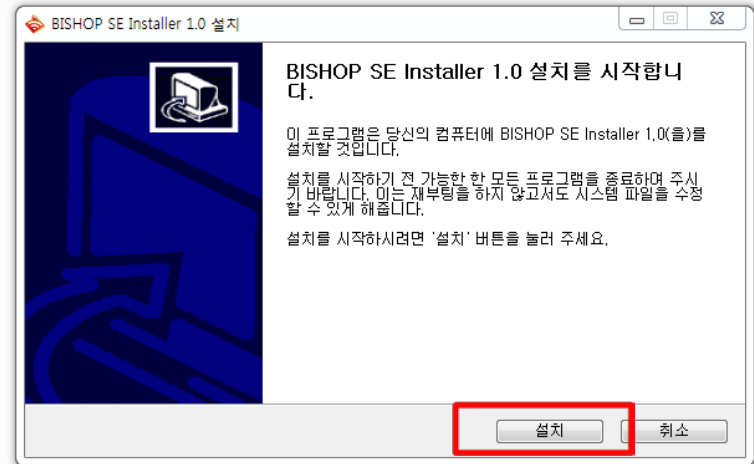 BISHOP SE Installer 1.0 설치
BISHOP SE Installer 1.0 설치를 시작합니
다.
이 프로그램은 당신의 컴퓨터에 BISHOP SE Installer 1.0(을)를
설치할 것입니다.
설치를 시작하기 전 가능한 한 모든 프로그램을 종료하여 주시
기 바랍니다. 이는 재부팅을 하지 않고서도 시스템 파일을 수정
할 수 있게 해줍니다.
설치를 시작하시려면 '설치' 버튼을 눌러 주세요.
설치
취소